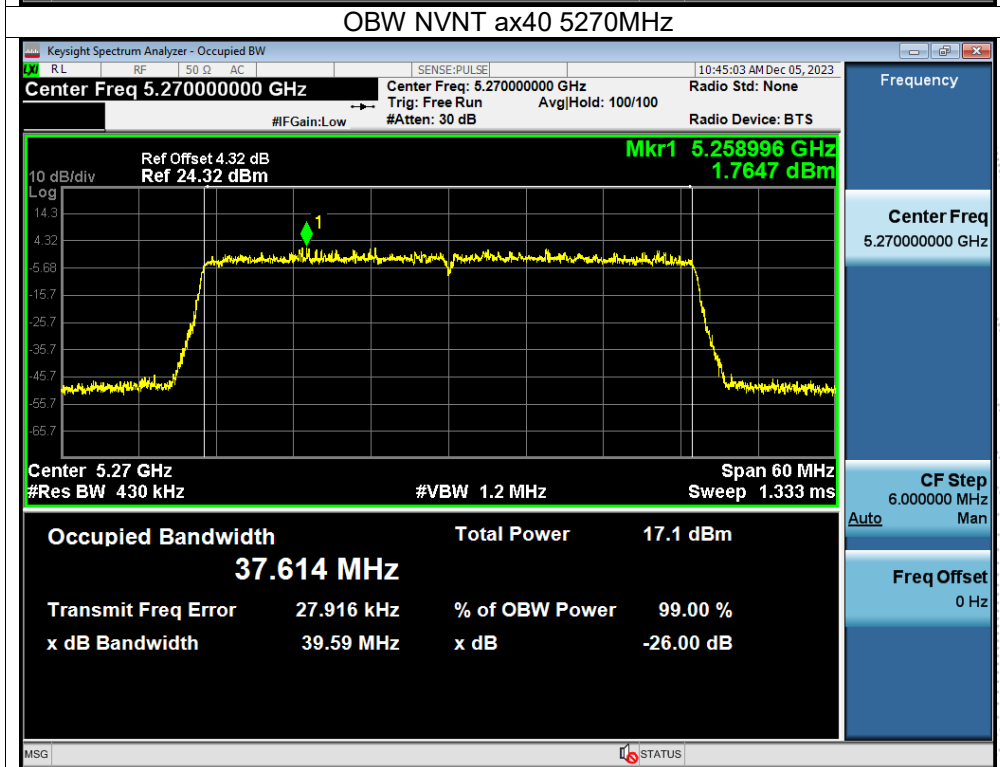 OBW NVNT ax40 5270MHz
Keysight Spectrum Analyzer - Occupied BW
LXI RL RF 50 Ω AC SENSE:PULSE 10:45:03 AM Dec 05, 2023
Center Freq 5.270000000 GHz
Center Freq: 5.270000000 GHz Radio Std: None
Trig: Free Run Avg|Hold: 100/100
#IFGain:Low #Atten: 30 dB Radio Device: BTS
Frequency
Mkr1 5.258996 GHz
1.7647 dBm
Ref Offset 4.32 dB
10 dB/div Ref 24.32 dBm
Log
14.3
4.32
-5.68
-15.7
-25.7
-35.7
-45.7
-55.7
-65.7
1
Center 5.27 GHz Span 60 MHz
#Res BW 430 kHz #VBW 1.2 MHz Sweep 1.333 ms
Occupied Bandwidth Total Power 17.1 dBm
37.614 MHz
Transmit Freq Error 27.916 kHz % of OBW Power 99.00 %
x dB Bandwidth 39.59 MHz x dB -26.00 dB
Center Freq
5.270000000 GHz
CF Step
6.000000 MHz
Auto Man
Freq Offset
0 Hz
MSG STATUS